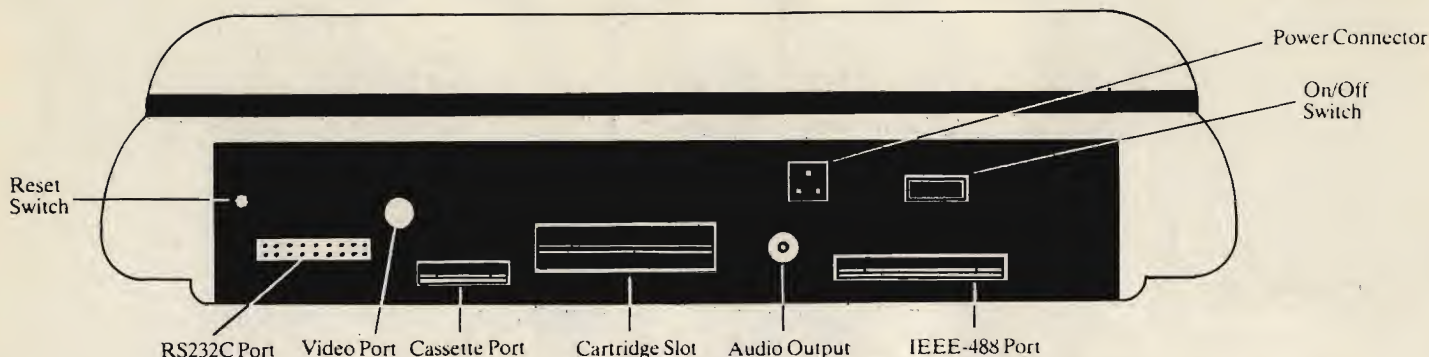 Power Connector
On/Off
Switch
Reset
Switch
RS232C Port
Video Port
Cassette Port
Cartridge Slot
Audio Output
IEEE-488 Port